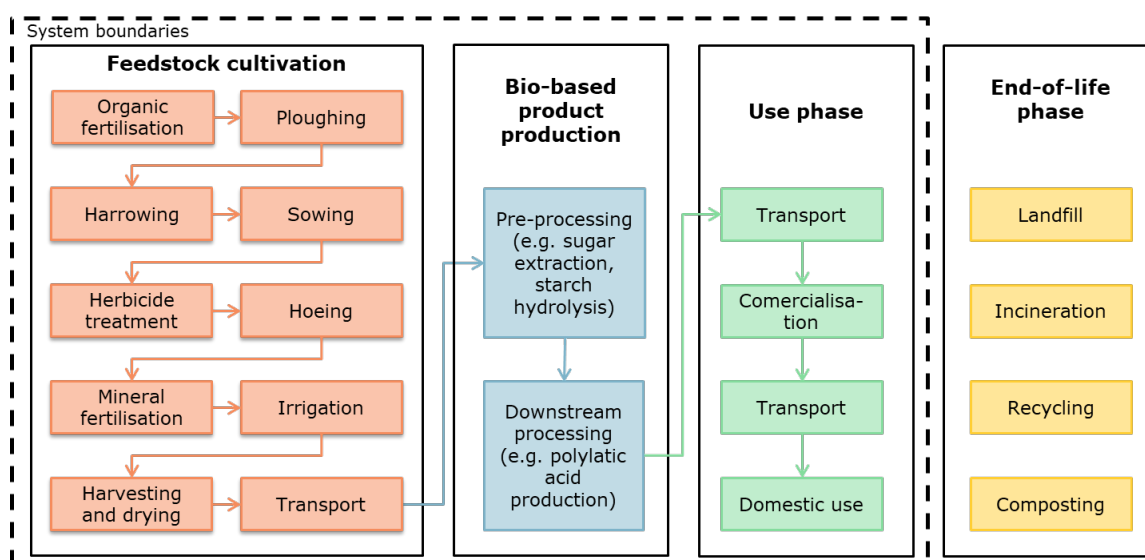 System boundaries
Feedstock cultivation
Organic
fertilisation
Ploughing
Harrowing
Sowing
Herbicide
treatment
Hoeing
Mineral
fertilisation
Irrigation
Harvesting
and drying
Transport
Bio-based
product
production
Pre-processing
(e.g. sugar
extraction,
starch
hydrolysis)
Downstream
processing
(e.g. polylatic
acid
production)
Use phase
Transport
Comercialisa-
tion
Transport
Domestic use
End-of-life
phase
Landfill
Incineration
Recycling
Composting